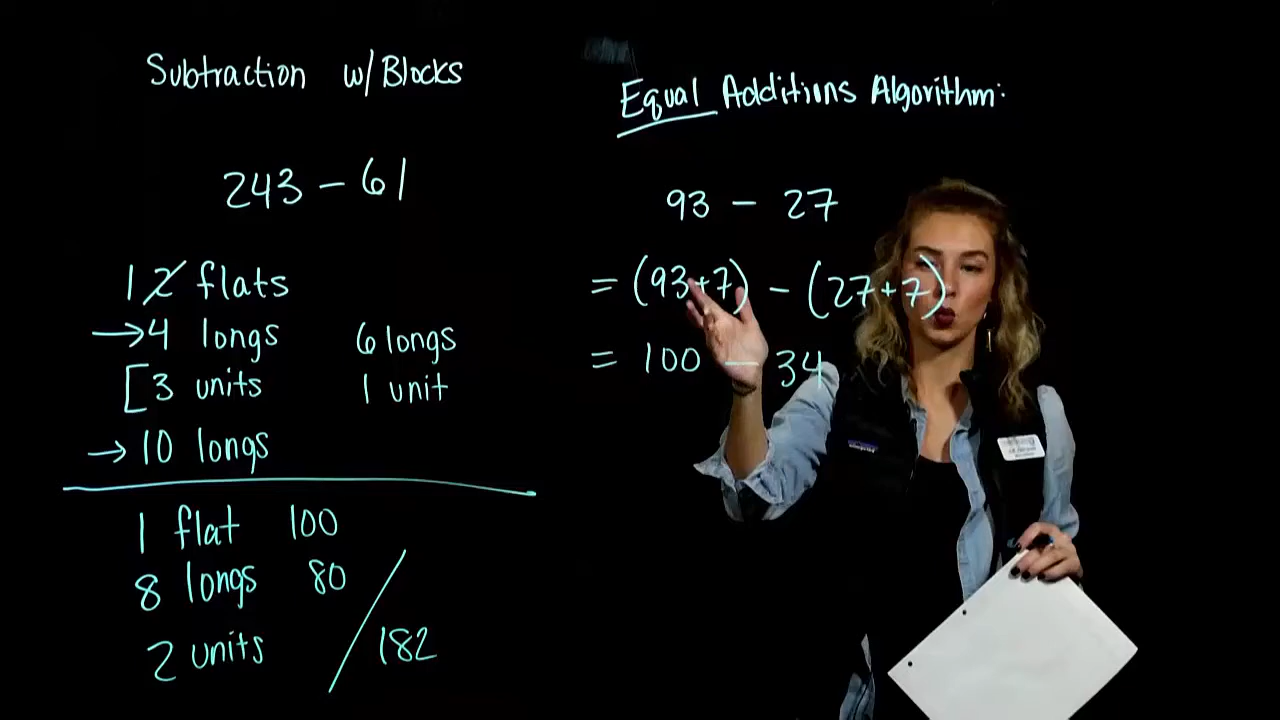 Subtraction w/ Blocks
243 - 61
1 2 flats
→ 4 longs 6 longs
[3 units 1 unit
→ 10 longs
1 flat 100
8 longs 80
2 units / 182
Equal Additions Algorithm:
93 - 27
= (93+7) - (27+7)
= 100 - 34